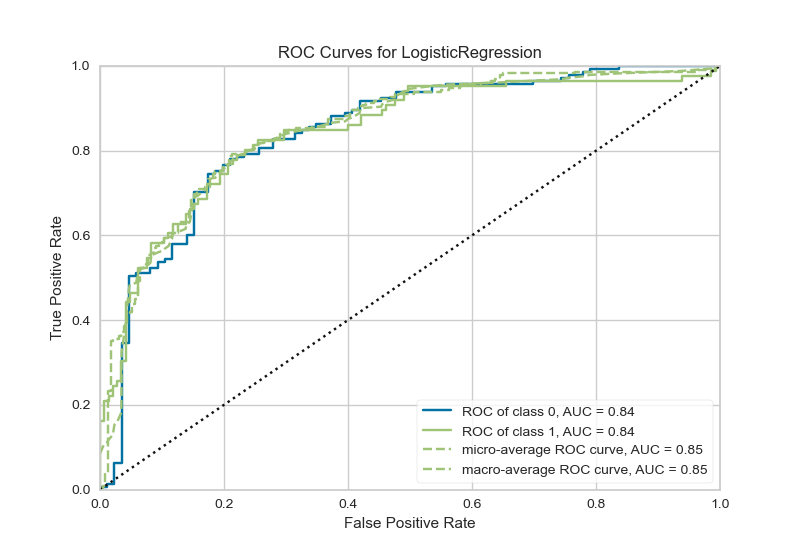 ROC Curves for LogisticRegression
1.0
0.8
0.6
0.4
0.2
0.0
True Positive Rate
ROC of class 0, AUC = 0.84
ROC of class 1, AUC = 0.84
micro-average ROC curve, AUC = 0.85
macro-average ROC curve, AUC = 0.85
0.0 0.2 0.4 0.6 0.8 1.0
False Positive Rate